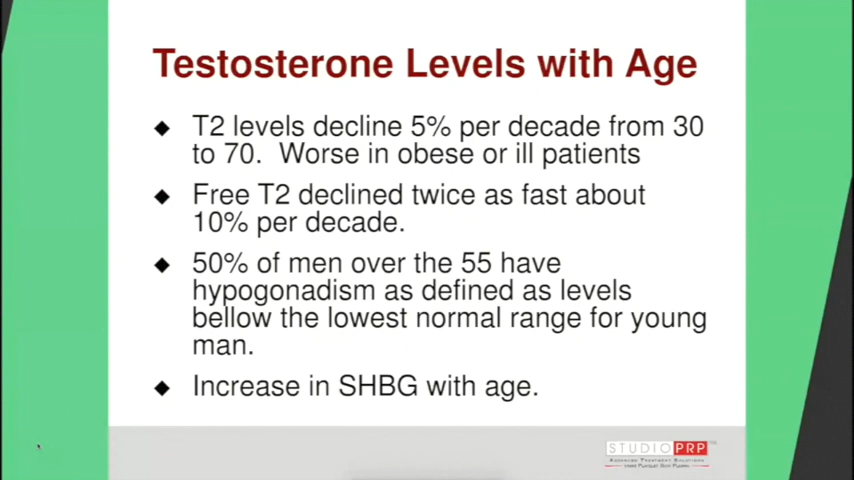 Testosterone Levels with Age
T2 levels decline 5% per decade from 30
to 70. Worse in obese or ill patients
Free T2 declined twice as fast about
10% per decade.
50% of men over the 55 have
hypogonadism as defined as levels
bellow the lowest normal range for young
man.
Increase in SHBG with age.
STUDIO PRP
Advanced Treatment Solutions